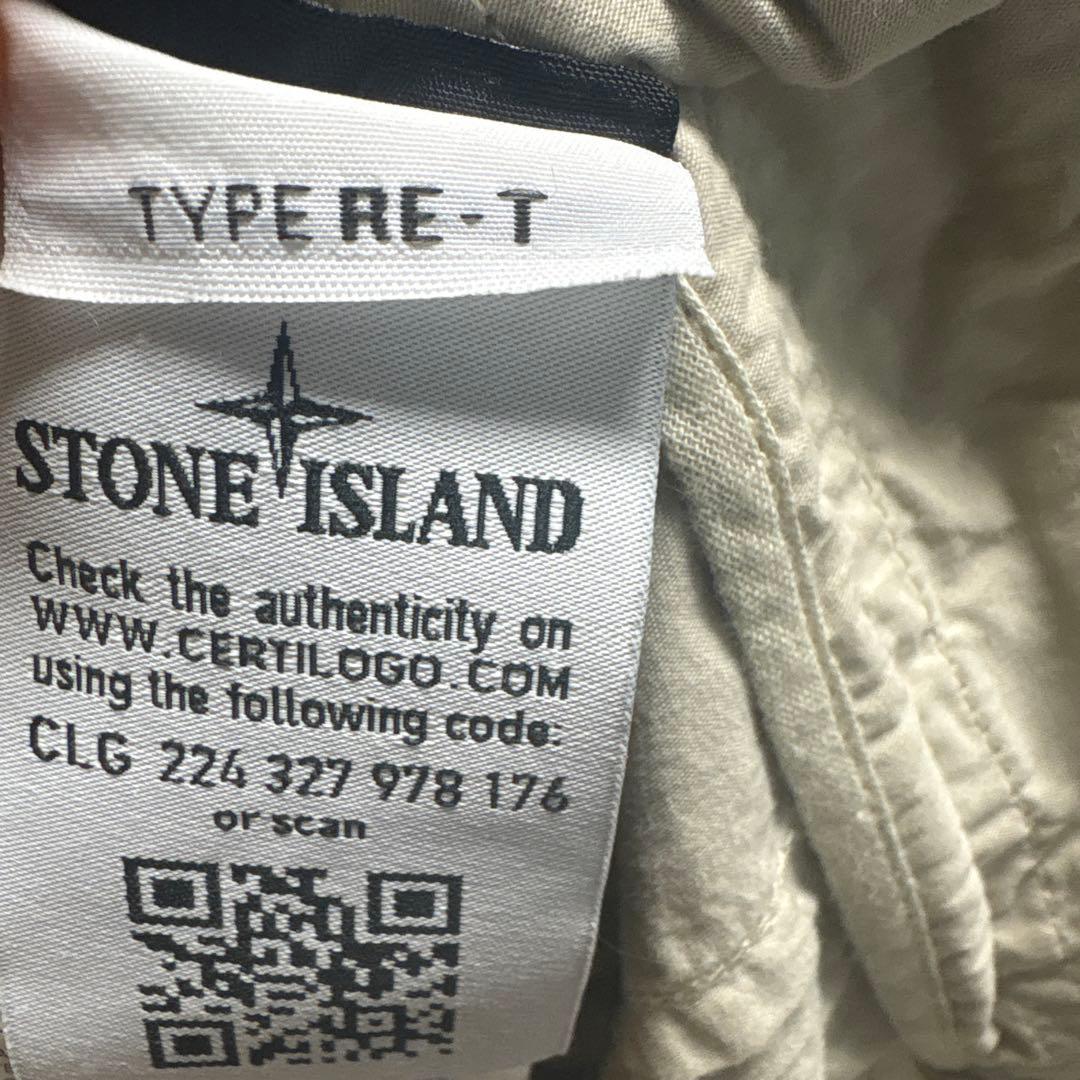 TYPE RE-T
STONE ISLAND
Check the authenticity on
WWW.CERTILOGO.COM
using the following code:
CLG 224 327 978 176
or scan